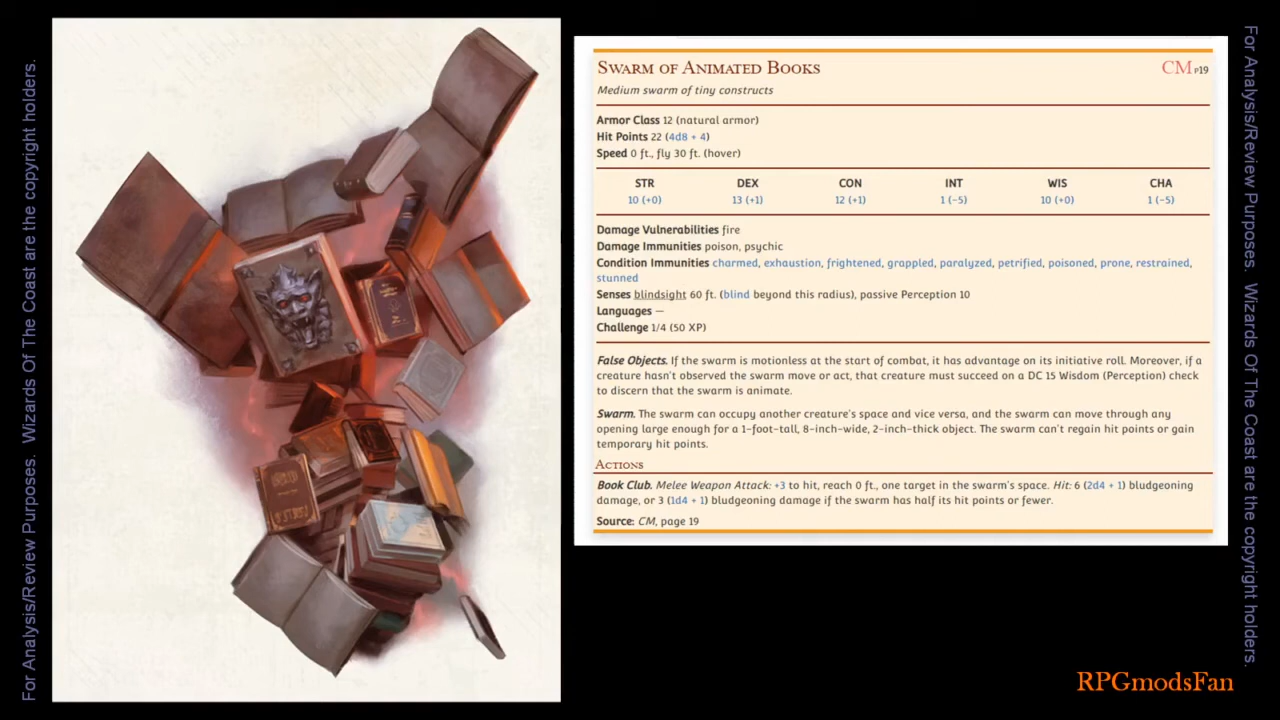 For Analysis/Review Purposes. Wizards Of The Coast are the copyright holders.
SWARM OF ANIMATED BOOKS
CM P19
Medium swarm of tiny constructs
Armor Class 12 (natural armor)
Hit Points 22 (4d8 + 4)
Speed 0 ft., fly 30 ft. (hover)
STR DEX CON INT WIS CHA
10 (+0) 13 (+1) 12 (+1) 1 (−5) 10 (+0) 1 (−5)
Damage Vulnerabilities fire
Damage Immunities poison, psychic
Condition Immunities charmed, exhaustion, frightened, grappled, paralyzed, petrified, poisoned, prone, restrained,
stunned
Senses blindsight 60 ft. (blind beyond this radius), passive Perception 10
Languages —
Challenge 1/4 (50 XP)
False Objects. If the swarm is motionless at the start of combat, it has advantage on its initiative roll. Moreover, if a
creature hasn't observed the swarm move or act, that creature must succeed on a DC 15 Wisdom (Perception) check
to discern that the swarm is animate.
Swarm. The swarm can occupy another creature's space and vice versa, and the swarm can move through any
opening large enough for a 1-foot-tall, 8-inch-wide, 2-inch-thick object. The swarm can't regain hit points or gain
temporary hit points.
ACTIONS
Book Club. Melee Weapon Attack: +3 to hit, reach 0 ft., one target in the swarm's space. Hit: 6 (2d4 + 1) bludgeoning
damage, or 3 (1d4 + 1) bludgeoning damage if the swarm has half its hit points or fewer.
Source: CM, page 19
For Analysis/Review Purposes. Wizards Of The Coast are the copyright holders.
RPGmodsFan